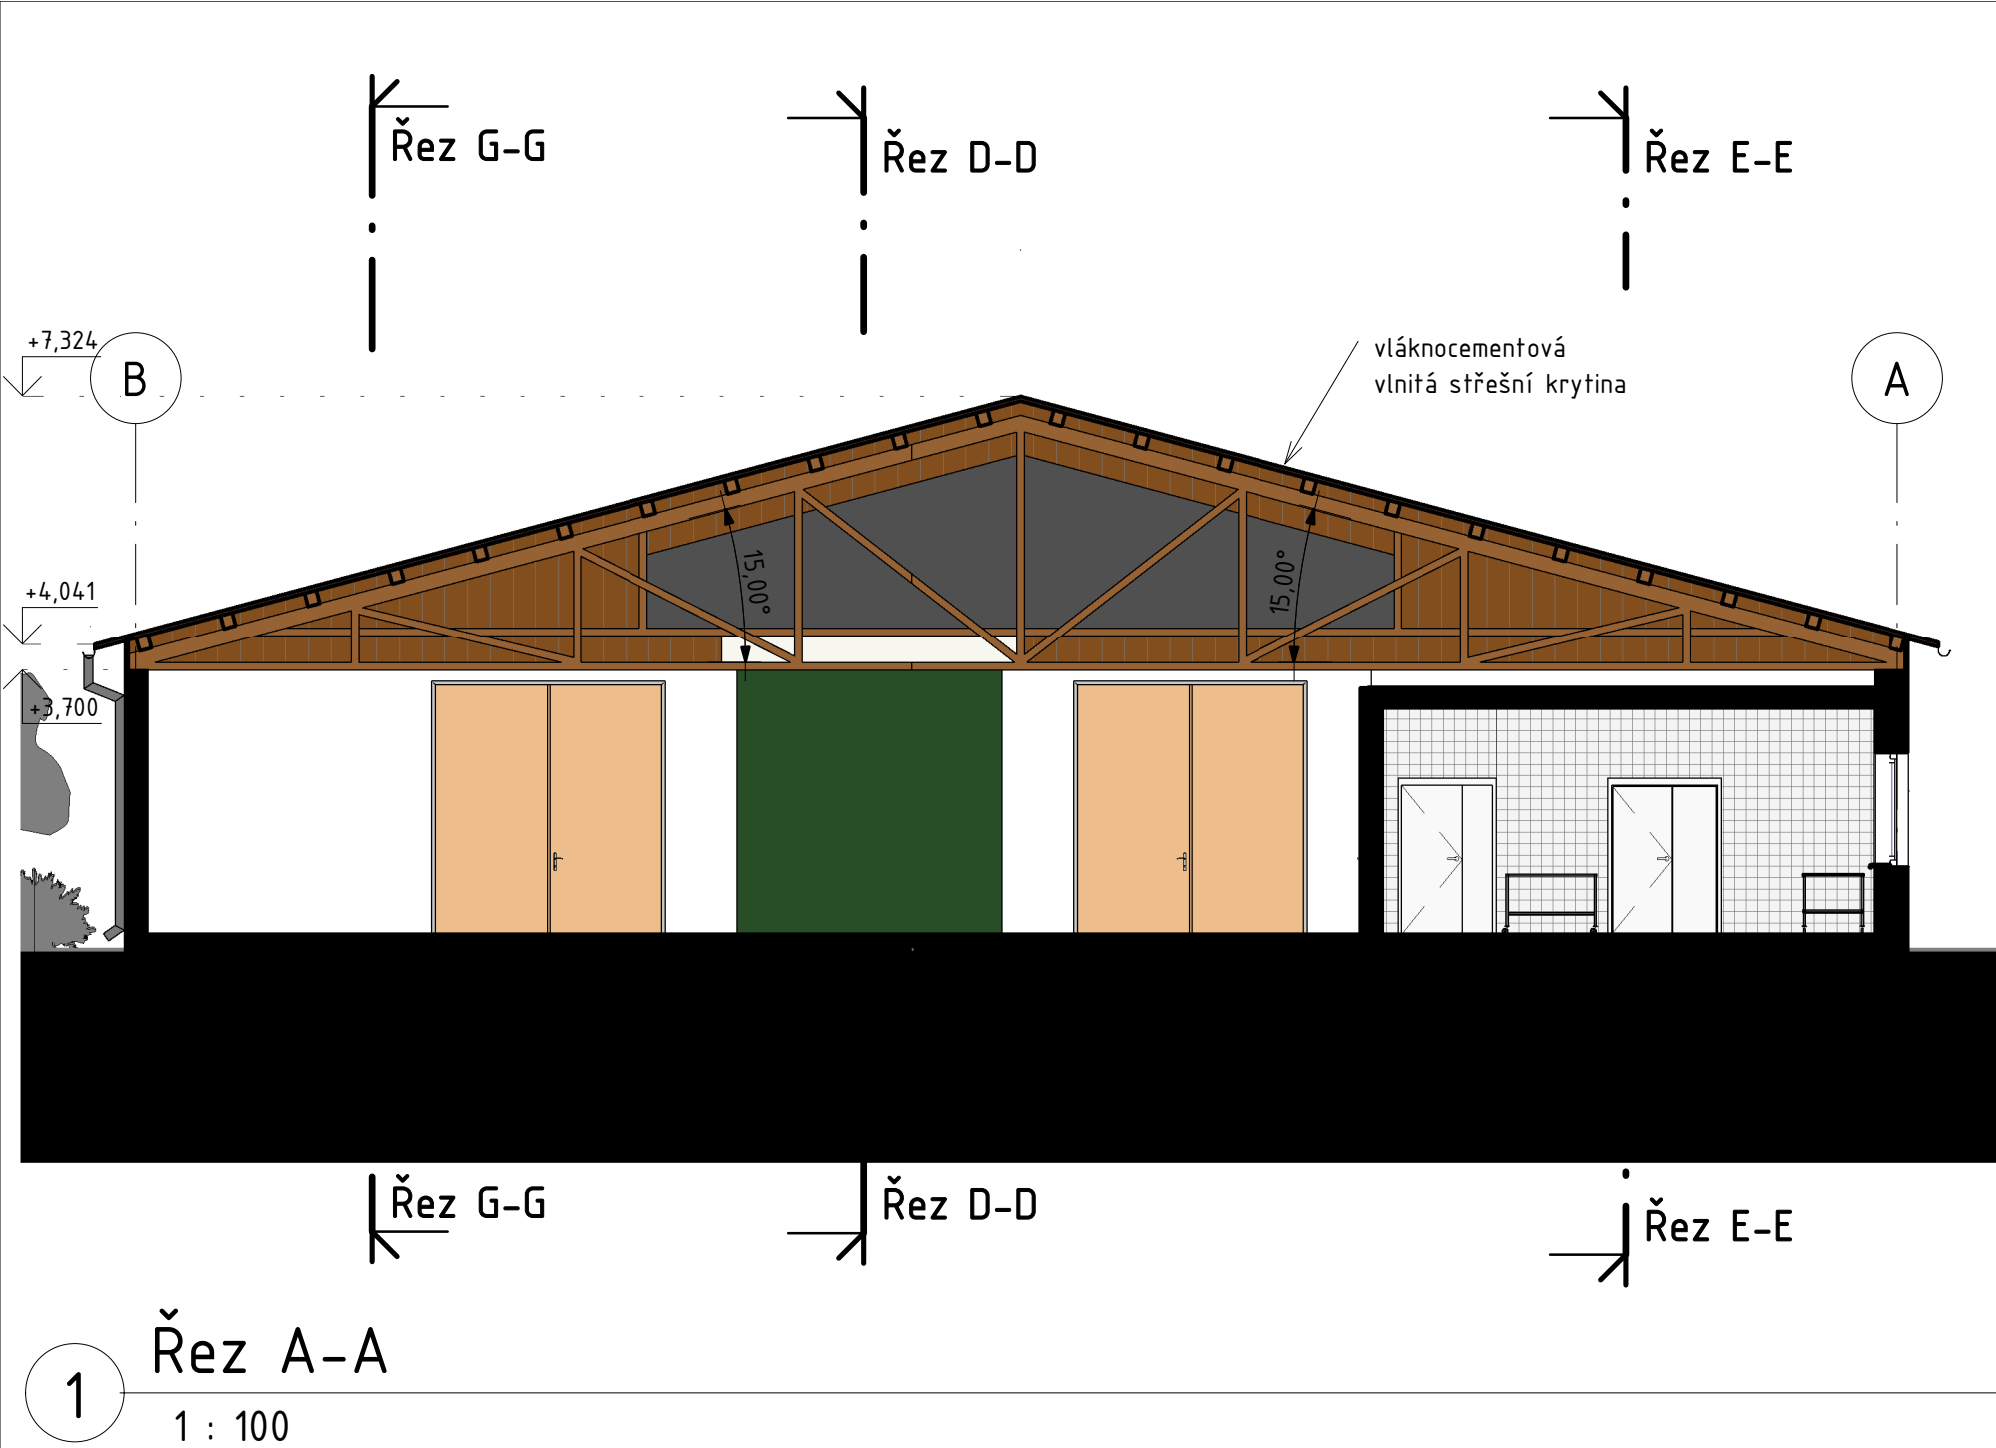 Řez G-G
Řez D-D
Řez E-E
+7,324
B
vláknocementová
vlnitá střešní krytina
A
15,00°
15,00°
+4,041
+3,700
Řez G-G
Řez D-D
Řez E-E
Řez A-A
1
1 : 100